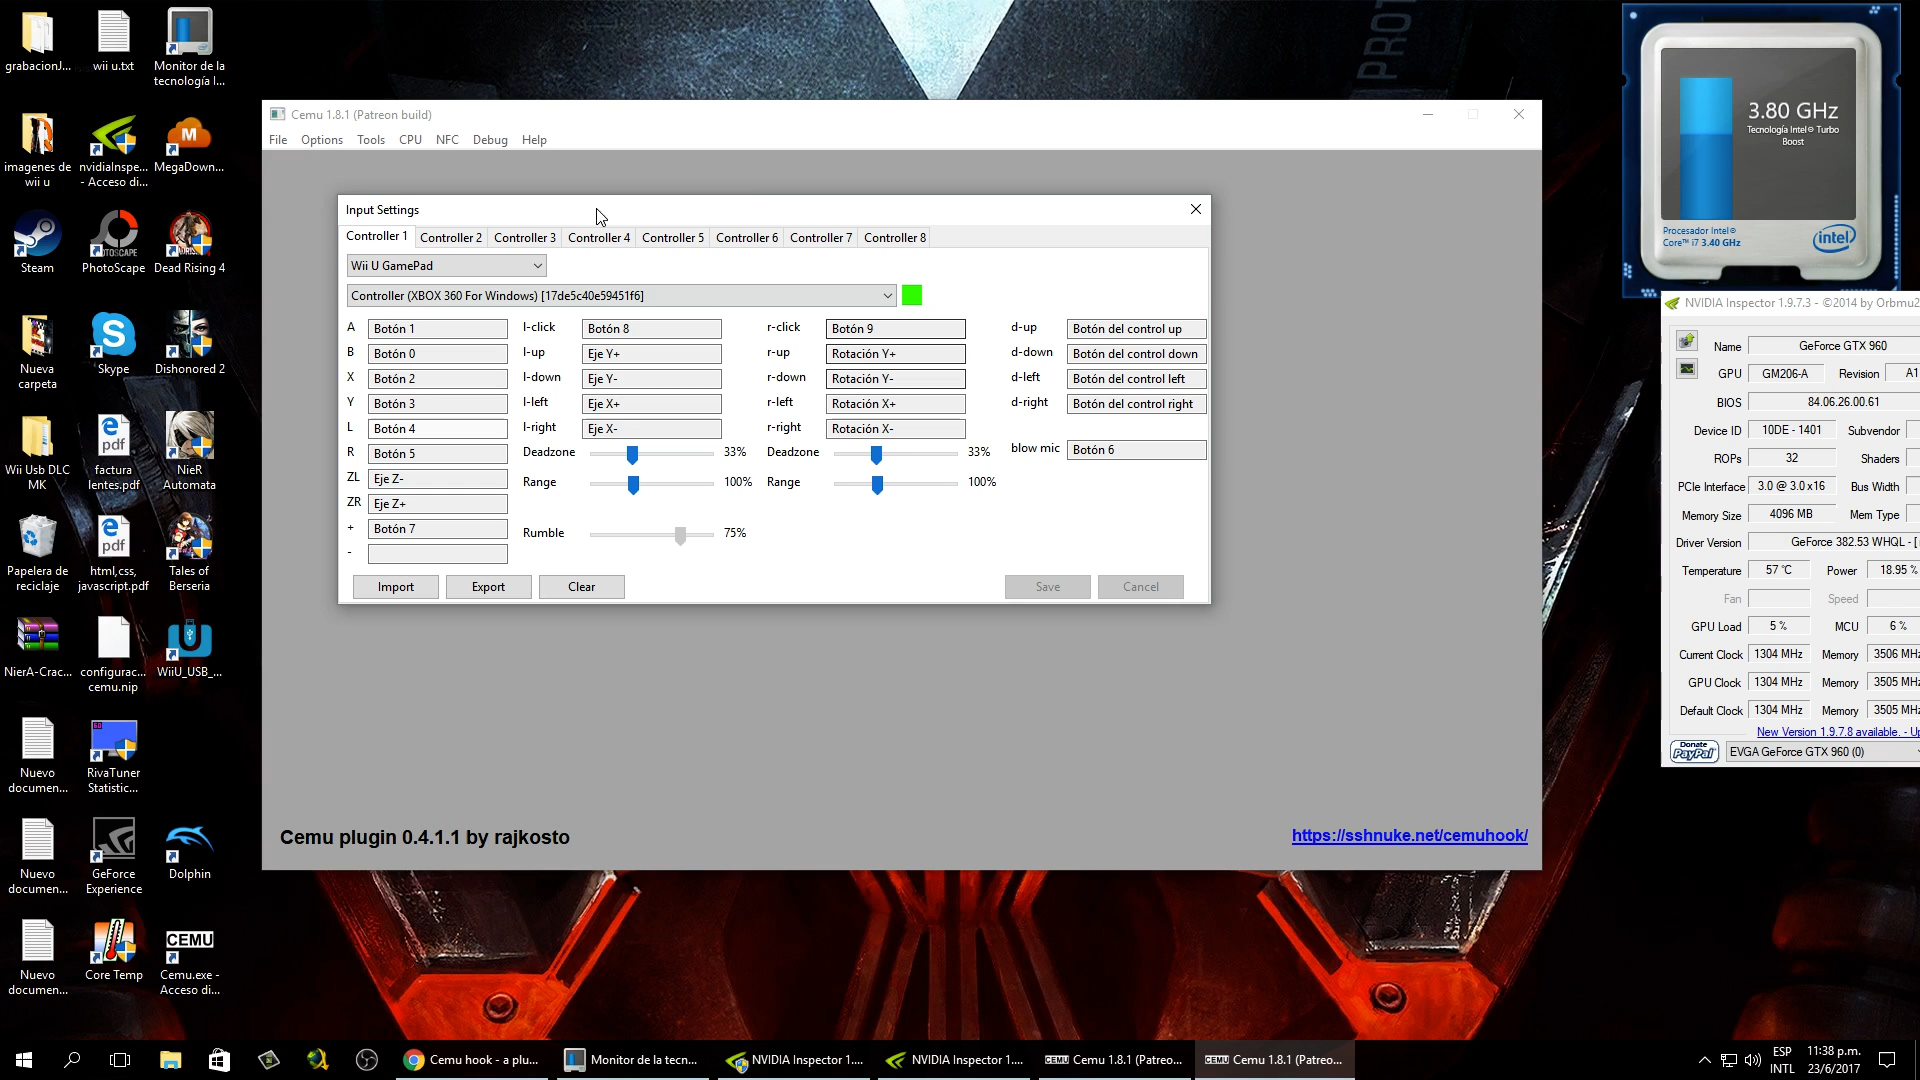 grabacionJ...
wii u.txt
Monitor de la
tecnología I...
imagenes de
wii u
nvidiaInspe...
- Acceso di...
MegaDown...
Steam
PhotoScape
Dead Rising 4
Nueva
carpeta
Skype
Dishonored 2
Wii Usb DLC
MK
factura
lentes.pdf
NieR
Automata
Papelera de
reciclaje
html,css,
javascript.pdf
Tales of
Berseria
NierA-Crac...
configurac...
cemu.nip
WiiU_USB_...
Nuevo
documen...
RivaTuner
Statistic...
Nuevo
documen...
GeForce
Experience
Dolphin
Nuevo
documen...
Core Temp
CEMU
Cemu.exe -
Acceso di...
Cemu 1.8.1 (Patreon build)
File Options Tools CPU NFC Debug Help
Input Settings
Controller 1 Controller 2 Controller 3 Controller 4 Controller 5 Controller 6 Controller 7 Controller 8
Wii U GamePad
Controller (XBOX 360 For Windows) [17de5c40e59451f6]
A Botón 1 l-click Botón 8 r-click Botón 9 d-up Botón del control up
B Botón 0 l-up Eje Y+ r-up Rotación Y+ d-down Botón del control down
X Botón 2 l-down Eje Y- r-down Rotación Y- d-left Botón del control left
Y Botón 3 l-left Eje X+ r-left Rotación X+ d-right Botón del control right
L Botón 4 l-right Eje X- r-right Rotación X-
R Botón 5 Deadzone 33% Deadzone 33% blow mic Botón 6
ZL Eje Z- Range 100% Range 100%
ZR Eje Z+
+ Botón 7 Rumble 75%
-
Import Export Clear Save Cancel
Cemu plugin 0.4.1.1 by rajkosto
https://sshnuke.net/cemuhook/
PROT
3.80 GHz
Tecnología Intel® Turbo
Boost
Procesador Intel®
Core™ i7 3.40 GHz
intel
NVIDIA Inspector 1.9.7.3 - ©2014 by Orbmu2
Name GeForce GTX 960
GPU GM206-A Revision A1
BIOS 84.06.26.00.61
Device ID 10DE - 1401 Subvendor
ROPs 32 Shaders
PCIe Interface 3.0 @ 3.0 x16 Bus Width
Memory Size 4096 MB Mem Type
Driver Version GeForce 382.53 WHQL - [
Temperature 57 °C Power 18.95 %
Fan Speed
GPU Load 5 % MCU 6 %
Current Clock 1304 MHz Memory 3506 MHz
GPU Clock 1304 MHz Memory 3505 MHz
Default Clock 1304 MHz Memory 3505 MHz
New Version 1.9.7.8 available. - Up
Donate
PayPal
EVGA GeForce GTX 960 (0)
Cemu hook - a plu...
Monitor de la tecn...
NVIDIA Inspector 1....
NVIDIA Inspector 1....
CEMU Cemu 1.8.1 (Patreo...
CEMU Cemu 1.8.1 (Patreo...
ESP
INTL
11:38 p.m.
23/6/2017